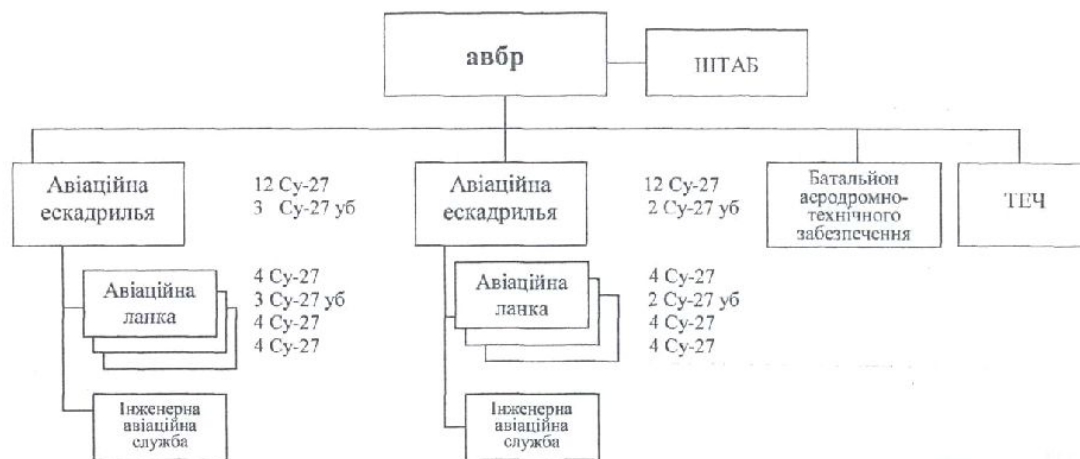 авбр
ШТАБ
Авіаційна
ескадрилья
12 Су-27
3 Су-27 уб
Авіаційна
ескадрилья
12 Су-27
2 Су-27 уб
Батальйон
аеродромно-
технічного
забезпечення
ТЕЧ
Авіаційна
ланка
4 Су-27
3 Су-27 уб
4 Су-27
4 Су-27
Авіаційна
ланка
4 Су-27
2 Су-27 уб
4 Су-27
4 Су-27
Інженерна
авіаційна
служба
Інженерна
авіаційна
служба